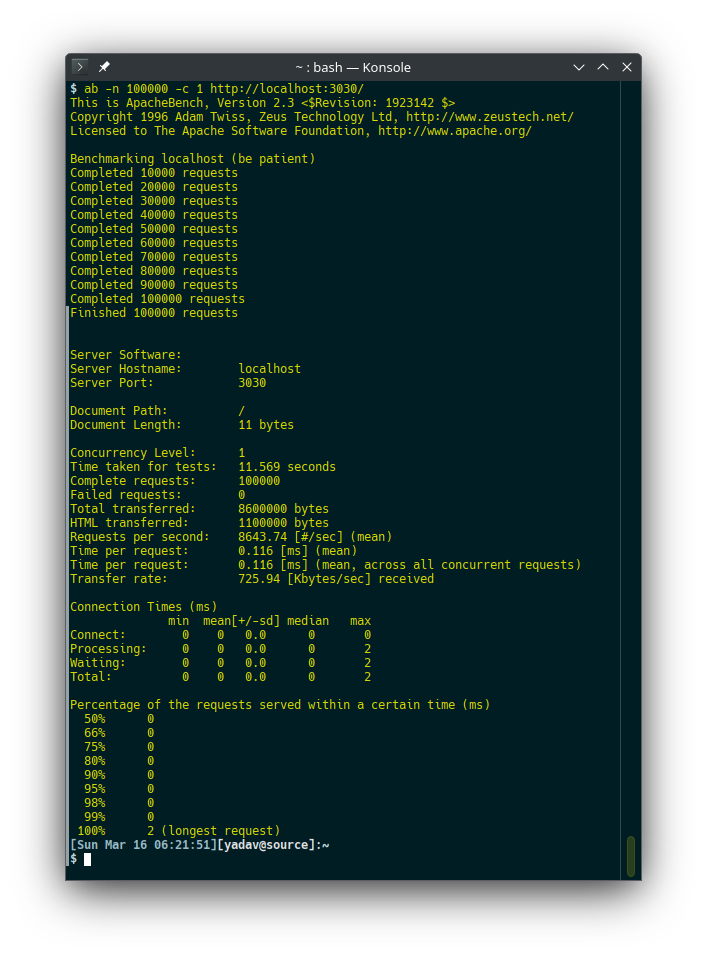 ~ : bash — Konsole
$ ab -n 100000 -c 1 http://localhost:3030/
This is ApacheBench, Version 2.3 <$Revision: 1923142 $>
Copyright 1996 Adam Twiss, Zeus Technology Ltd, http://www.zeustech.net/
Licensed to The Apache Software Foundation, http://www.apache.org/

Benchmarking localhost (be patient)
Completed 10000 requests
Completed 20000 requests
Completed 30000 requests
Completed 40000 requests
Completed 50000 requests
Completed 60000 requests
Completed 70000 requests
Completed 80000 requests
Completed 90000 requests
Completed 100000 requests
Finished 100000 requests


Server Software:
Server Hostname:        localhost
Server Port:            3030

Document Path:          /
Document Length:        11 bytes

Concurrency Level:      1
Time taken for tests:   11.569 seconds
Complete requests:      100000
Failed requests:        0
Total transferred:      8600000 bytes
HTML transferred:       1100000 bytes
Requests per second:    8643.74 [#/sec] (mean)
Time per request:       0.116 [ms] (mean)
Time per request:       0.116 [ms] (mean, across all concurrent requests)
Transfer rate:          725.94 [Kbytes/sec] received

Connection Times (ms)
              min  mean[+/-sd] median   max
Connect:        0    0   0.0      0       0
Processing:     0    0   0.0      0       2
Waiting:        0    0   0.0      0       2
Total:          0    0   0.0      0       2

Percentage of the requests served within a certain time (ms)
  50%      0
  66%      0
  75%      0
  80%      0
  90%      0
  95%      0
  98%      0
  99%      0
 100%      2 (longest request)
[Sun Mar 16 06:21:51][yadav@source]:~
$